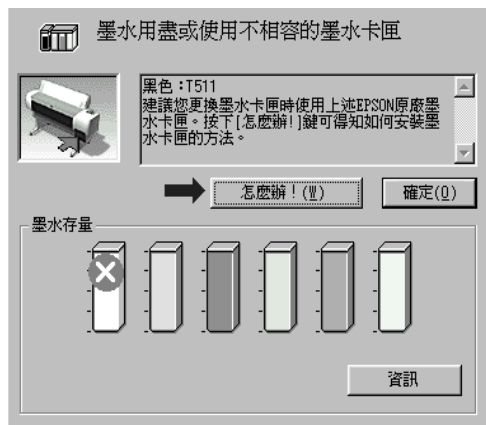 墨水用盡或使用不相容的墨水卡匣
黑色：T511
建議您更換墨水卡匣時使用上述EPSON原廠墨
水卡匣。按下[怎麼辦!]鍵可得知如何安裝墨
水卡匣的方法。
怎麼辦！(W)
確定(O)
墨水存量
資訊